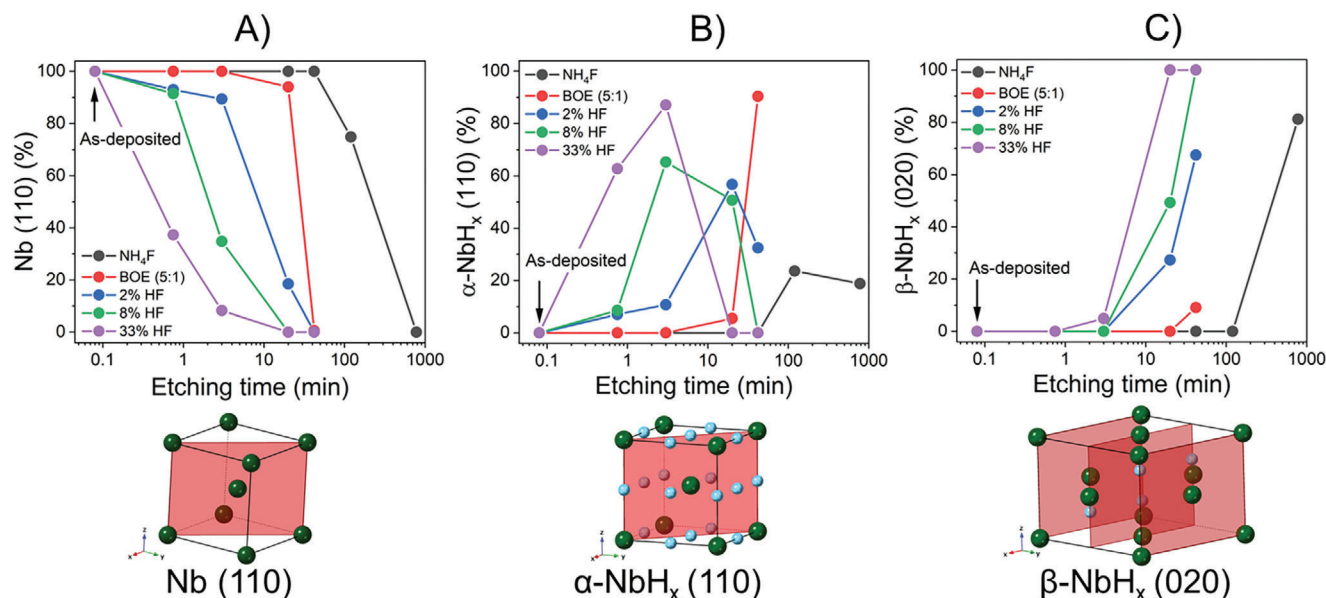 A)
Nb (110) (%)
100
80
60
40
20
0
As-deposited
NH₄F
BOE (5:1)
2% HF
8% HF
33% HF
0.1
1
10
100
1000
Etching time (min)
z
x
y
Nb (110)
B)
α-NbHₓ (110) (%)
100
80
60
40
20
0
NH₄F
BOE (5:1)
2% HF
8% HF
33% HF
As-deposited
0.1
1
10
100
1000
Etching time (min)
z
x
y
α-NbHₓ (110)
C)
β-NbHₓ (020) (%)
100
80
60
40
20
0
NH₄F
BOE (5:1)
2% HF
8% HF
33% HF
As-deposited
0.1
1
10
100
1000
Etching time (min)
z
x
y
β-NbHₓ (020)